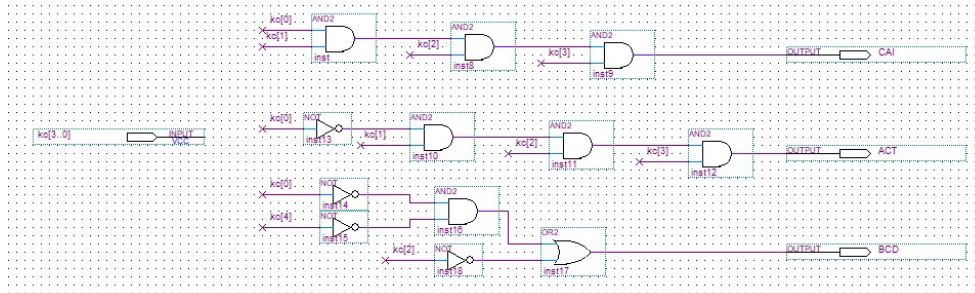 kc[0]
AND2
kc[1]
inst
kc[2]
AND2
inst8
kc[3]
AND2
inst9
OUTPUT
CAI
kc[3..0]
INPUT
VCC
kc[0]
NOT
inst13
kc[1]
AND2
inst10
kc[2]
AND2
inst11
kc[3]
AND2
inst12
OUTPUT
ACT
kc[0]
NOT
inst14
kc[4]
NOT
inst15
AND2
inst16
kc[2]
NOT
inst18
OR2
inst17
OUTPUT
BCD